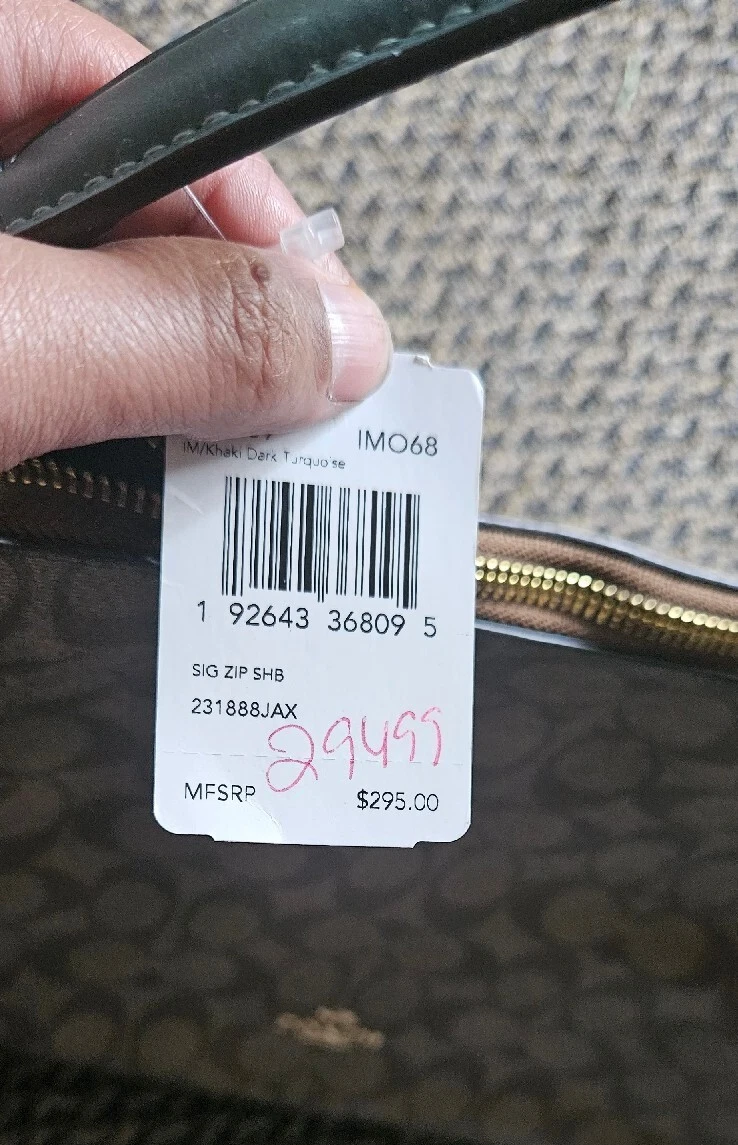 IMO68
IM/Khaki Dark Turquoise
1 92643 36809 5
SIG ZIP SHB
231888JAX
29499
MFSRP $295.00